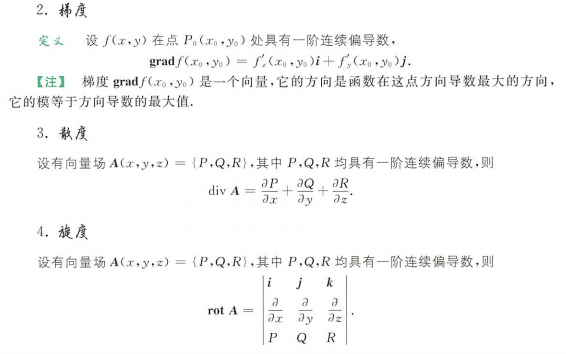 2. 梯度
定义 设 f(x,y) 在点 P₀(x₀,y₀) 处具有一阶连续偏导数,
grad f(x₀,y₀) = f′ₓ(x₀,y₀)i + f′ᵧ(x₀,y₀)j.
【注】 梯度 grad f(x₀,y₀) 是一个向量,它的方向是函数在这点方向导数最大的方向,
它的模等于方向导数的最大值.
3. 散度
设有向量场 A(x,y,z) = {P,Q,R},其中 P,Q,R 均具有一阶连续偏导数,则
div A = ∂P/∂x + ∂Q/∂y + ∂R/∂z.
4. 旋度
设有向量场 A(x,y,z) = {P,Q,R},其中 P,Q,R 均具有一阶连续偏导数,则
i j k
rot A = | ∂/∂x ∂/∂y ∂/∂z | .
P Q R